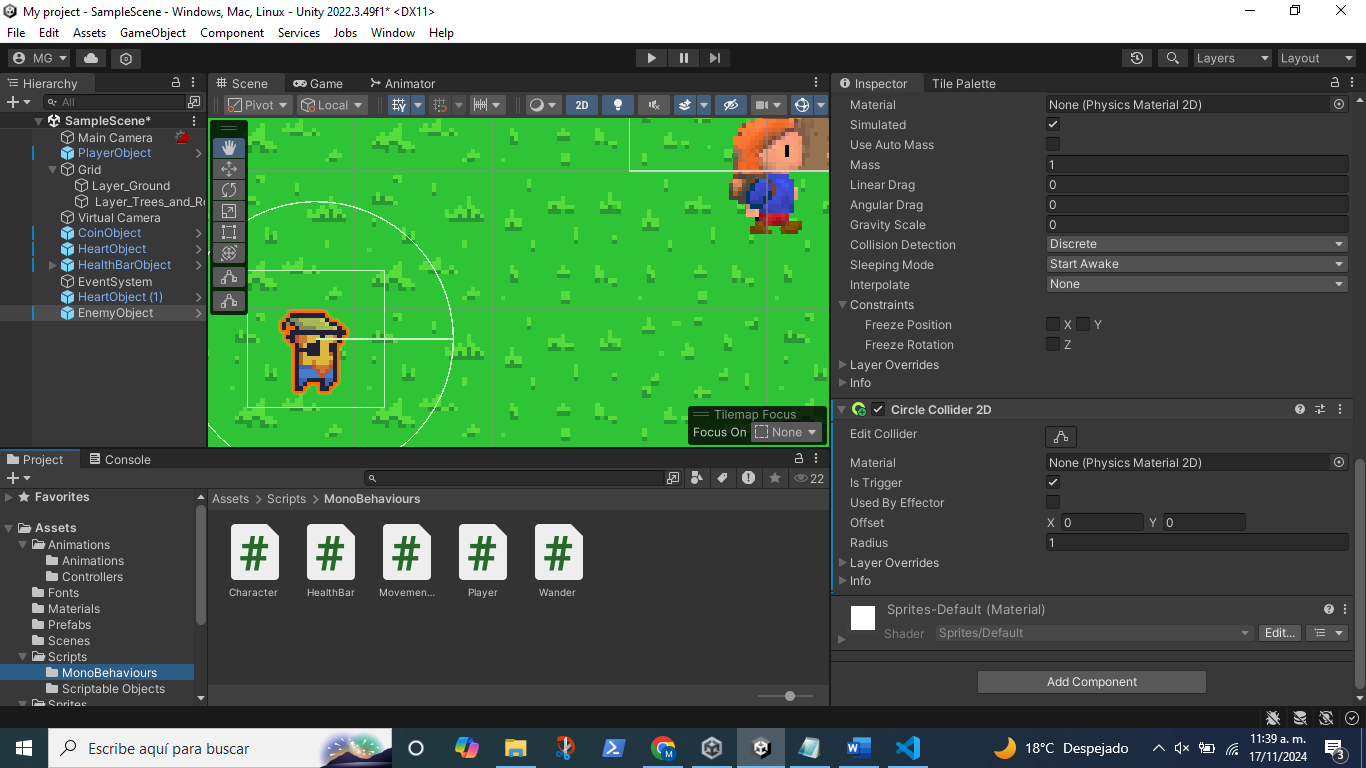 My project - SampleScene - Windows, Mac, Linux - Unity 2022.3.49f1* <DX11>
File Edit Assets GameObject Component Services Jobs Window Help
MG
Layers
Layout
Hierarchy
All
SampleScene*
Main Camera
PlayerObject
Grid
Layer_Ground
Layer_Trees_and_R
Virtual Camera
CoinObject
HeartObject
HealthBarObject
EventSystem
HeartObject (1)
EnemyObject
Scene
Game
Animator
Pivot
Local
2D
Tilemap Focus
Focus On
None
Inspector
Tile Palette
Material None (Physics Material 2D)
Simulated
Use Auto Mass
Mass 1
Linear Drag 0
Angular Drag 0
Gravity Scale 0
Collision Detection Discrete
Sleeping Mode Start Awake
Interpolate None
Constraints
Freeze Position X Y
Freeze Rotation Z
Layer Overrides
Info
Circle Collider 2D
Edit Collider
Material None (Physics Material 2D)
Is Trigger
Used By Effector
Offset X 0 Y 0
Radius 1
Layer Overrides
Info
Sprites-Default (Material)
Shader Sprites/Default Edit...
Add Component
Project
Console
22
Favorites
Assets
Animations
Animations
Controllers
Fonts
Materials
Prefabs
Scenes
Scripts
MonoBehaviours
Scriptable Objects
Sprites
Assets > Scripts > MonoBehaviours
Character
HealthBar
Movemen...
Player
Wander
Escribe aquí para buscar
18°C Despejado
11:39 a. m.
17/11/2024
3